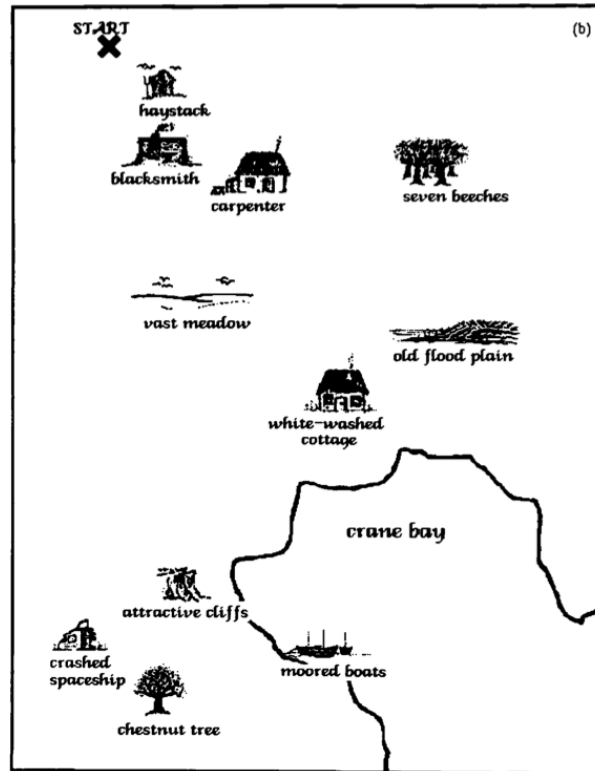 START
(b)
haystack
blacksmith
carpenter
seven beeches
vast meadow
old flood plain
white-washed
cottage
crane bay
attractive cliffs
crashed
spaceship
moored boats
chestnut tree